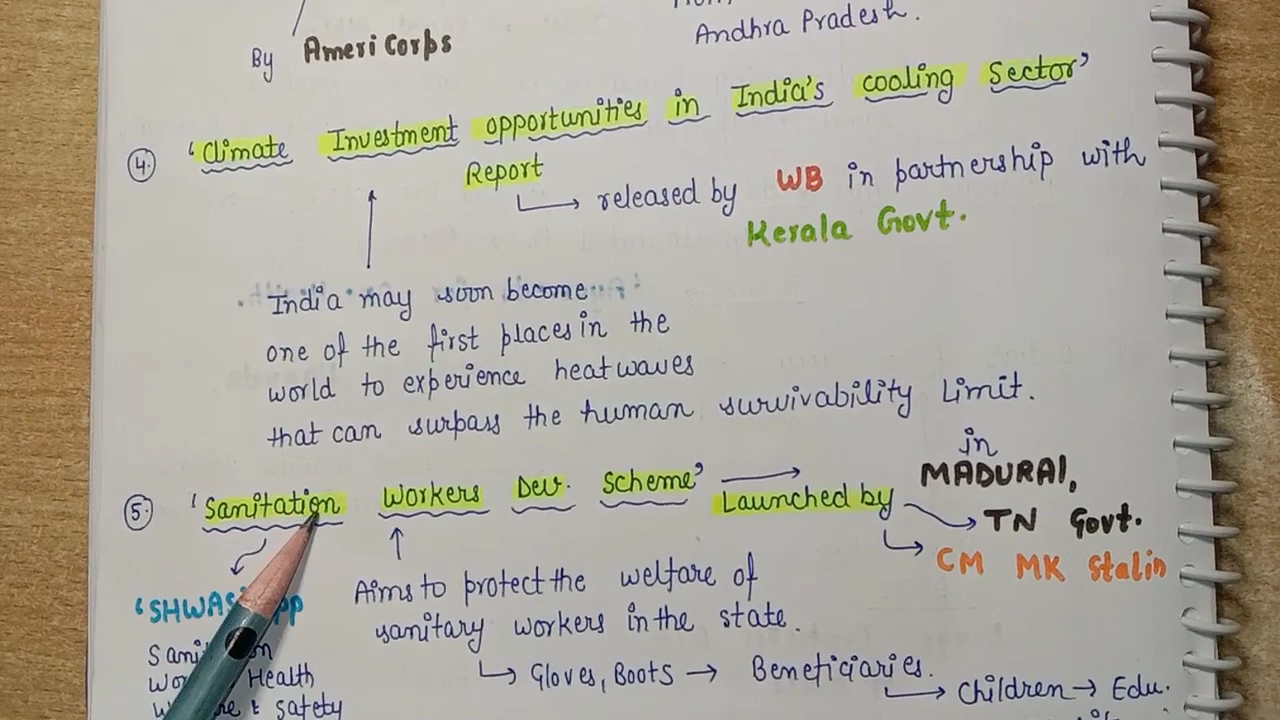 Andhra Pradesh.
By AmeriCorps
4. 'Climate Investment opportunities in India's cooling Sector'
Report
released by WB in partnership with
Kerala Govt.
India may soon become
one of the first places in the
world to experience heatwaves
that can surpass the human survivability Limit.
5. 'Sanitation Workers Dev. Scheme' Launched by
in
MADURAI,
TN Govt.
CM MK Stalin
Aims to protect the welfare of
sanitary workers in the state.
Gloves, Boots → Beneficiaries.
Children → Edu.
'SHWAS
Health
& safety